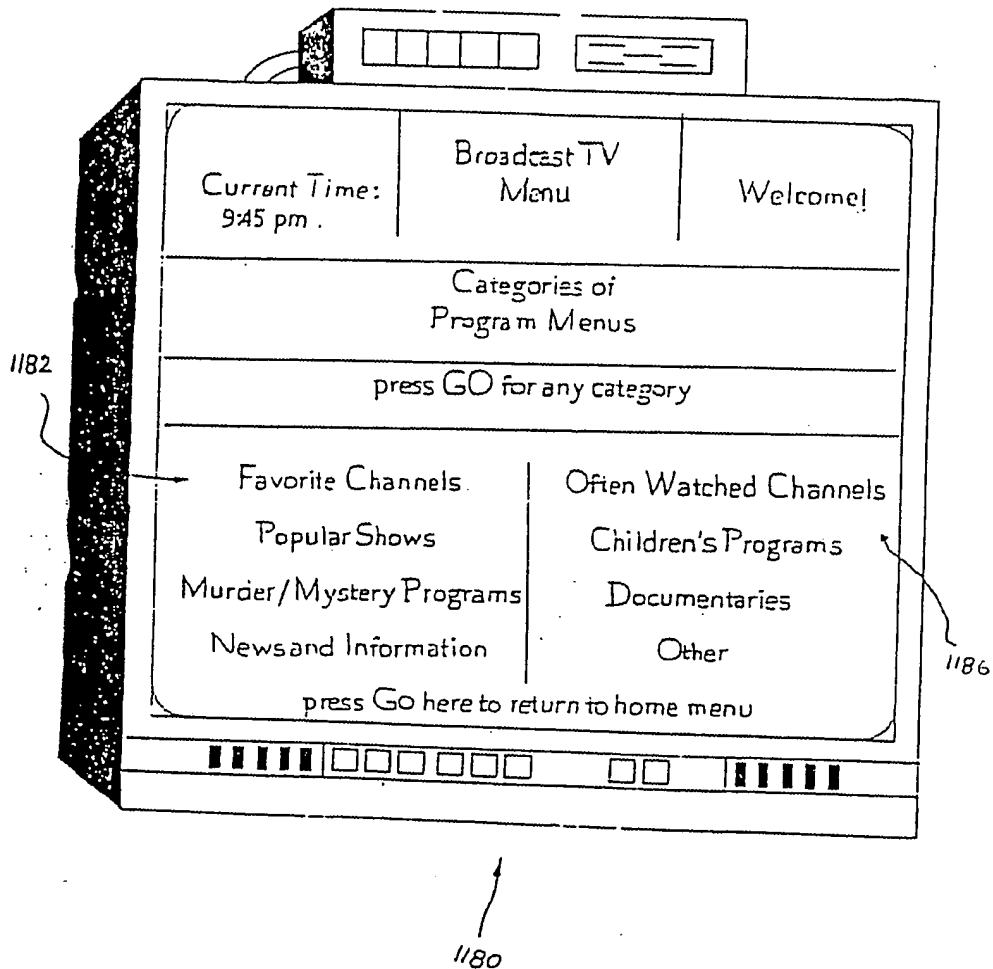 Current Time:
9:45 pm.
Broadcast TV
Menu
Welcome!
Categories of
Program Menus
press GO for any category
1182
Favorite Channels
Often Watched Channels
Popular Shows
Children's Programs
Murder/Mystery Programs
Documentaries
News and Information
Other
1186
press Go here to return to home menu
1180